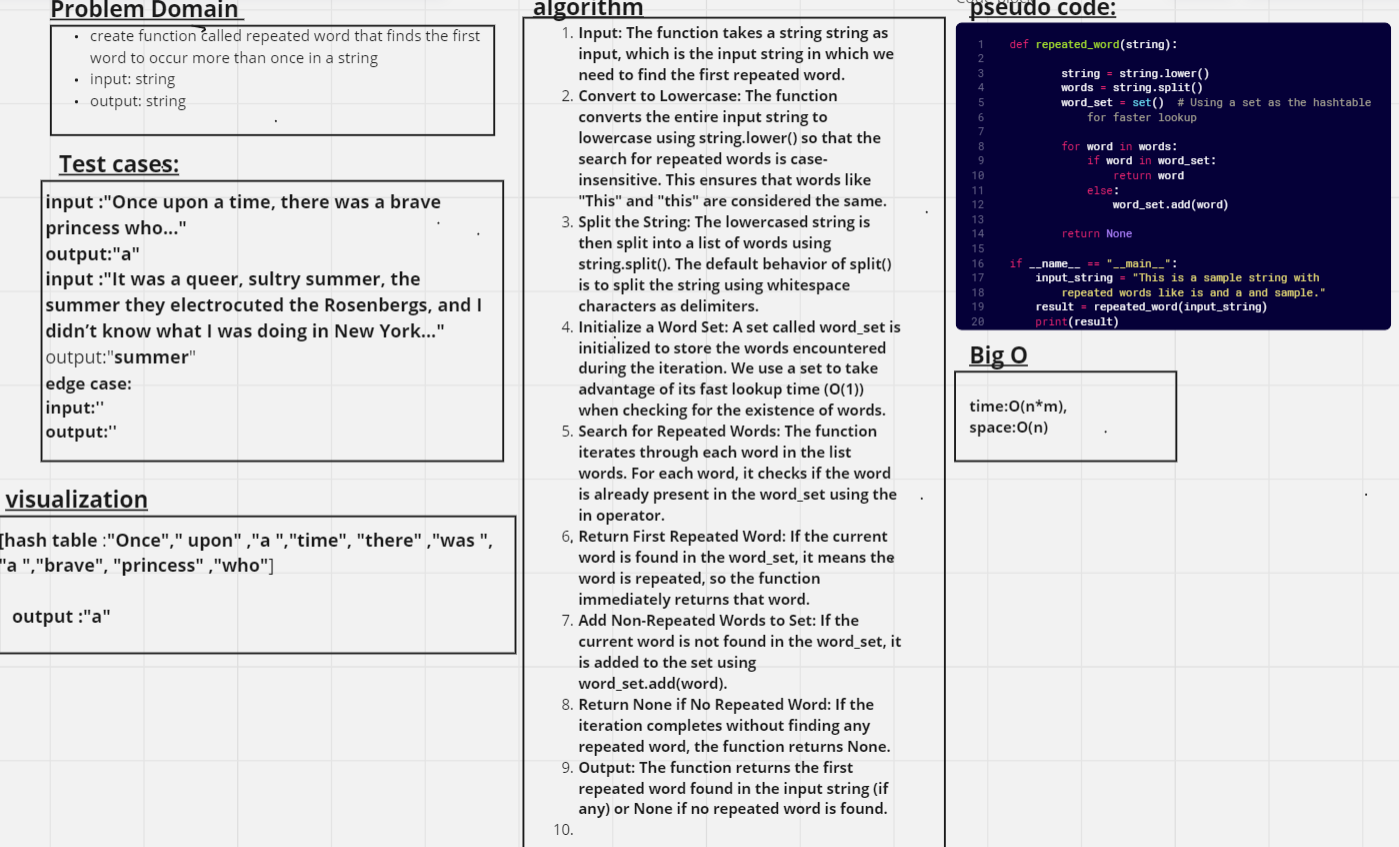 Problem Domain
create function called repeated word that finds the first
word to occur more than once in a string
input: string
output: string
Test cases:
input :"Once upon a time, there was a brave
princess who..."
output:"a"
input :"It was a queer, sultry summer, the
summer they electrocuted the Rosenbergs, and I
didn’t know what I was doing in New York..."
output:"summer"
edge case:
input:''
output:''
visualization
[hash table :"Once"," upon" ,"a ","time", "there" ,"was ",
"a ","brave", "princess" ,"who"]
output :"a"
algorithm
1. Input: The function takes a string string as
input, which is the input string in which we
need to find the first repeated word.
2. Convert to Lowercase: The function
converts the entire input string to
lowercase using string.lower() so that the
search for repeated words is case-
insensitive. This ensures that words like
"This" and "this" are considered the same.
3. Split the String: The lowercased string is
then split into a list of words using
string.split(). The default behavior of split()
is to split the string using whitespace
characters as delimiters.
4. Initialize a Word Set: A set called word_set is
initialized to store the words encountered
during the iteration. We use a set to take
advantage of its fast lookup time (O(1))
when checking for the existence of words.
5. Search for Repeated Words: The function
iterates through each word in the list
words. For each word, it checks if the word
is already present in the word_set using the
in operator.
6. Return First Repeated Word: If the current
word is found in the word_set, it means the
word is repeated, so the function
immediately returns that word.
7. Add Non-Repeated Words to Set: If the
current word is not found in the word_set, it
is added to the set using
word_set.add(word).
8. Return None if No Repeated Word: If the
iteration completes without finding any
repeated word, the function returns None.
9. Output: The function returns the first
repeated word found in the input string (if
any) or None if no repeated word is found.
10.
pseudo code:
1 def repeated_word(string):
2
3 string = string.lower()
4 words = string.split()
5 word_set = set() # Using a set as the hashtable
6 for faster lookup
7
8 for word in words:
9 if word in word_set:
10 return word
11 else:
12 word_set.add(word)
13
14 return None
15
16 if __name__ == "__main__":
17 input_string = "This is a sample string with
18 repeated words like is and a and sample."
19 result = repeated_word(input_string)
20 print(result)
Big O
time:O(n*m),
space:O(n)